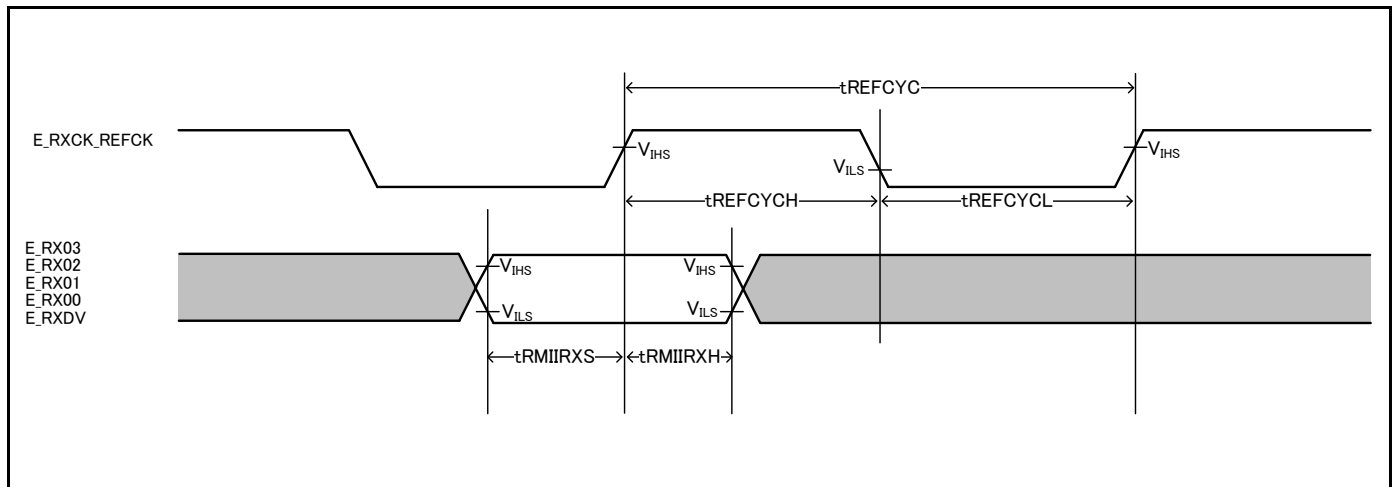 tREFCYC
E_RXCK_REFCK
VIHS
VILS
VIHS
tREFCYCH
tREFCYCL
E_RX03
E_RX02
E_RX01
E_RX00
E_RXDV
VIHS
VIHS
VILS
VILS
tRMIIRXS
tRMIIRXH